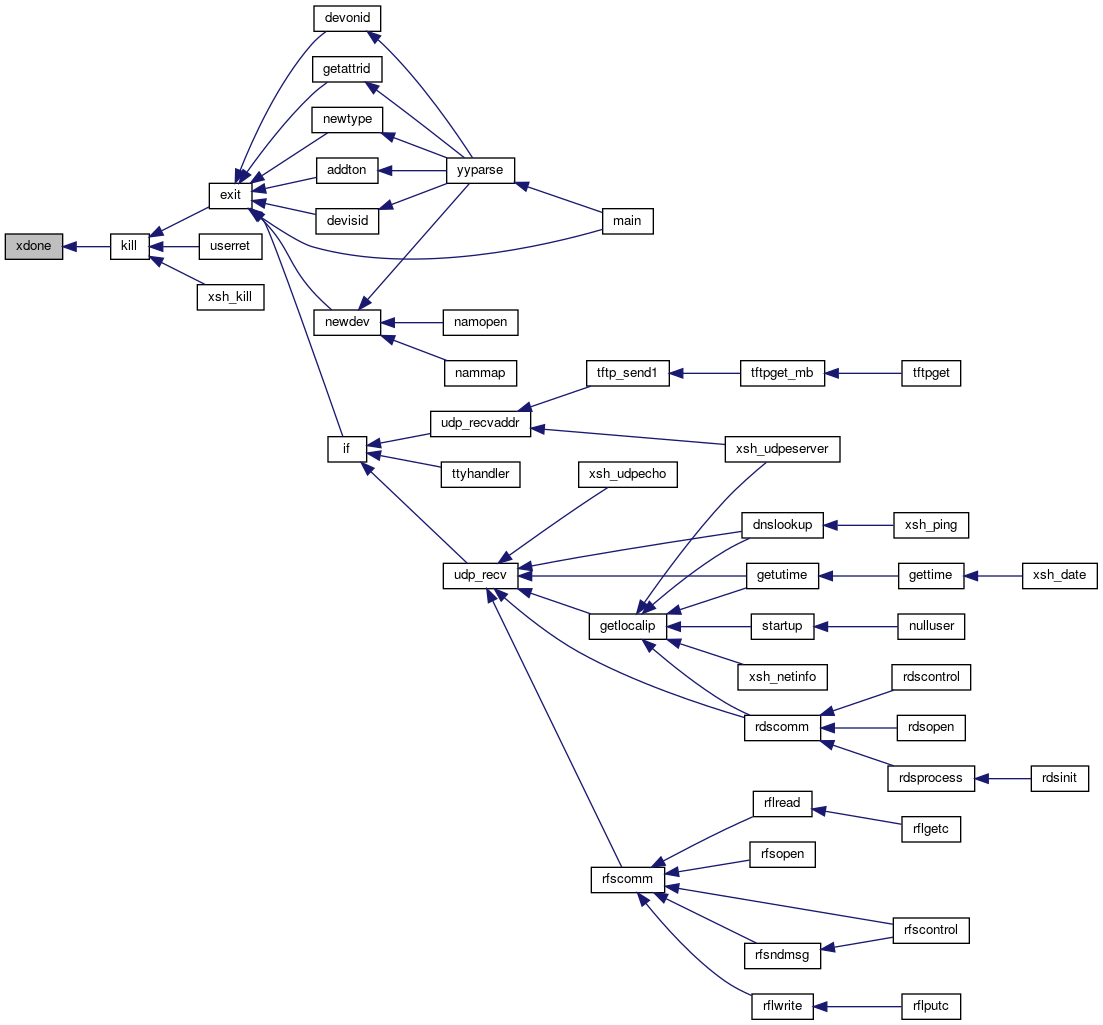 devonid
getattrid
newtype
addton
yyparse
exit
devisid
main
xdone
kill
userret
xsh_kill
newdev
namopen
nammap
tftp_send1
tftpget_mb
tftpget
udp_recvaddr
if
xsh_udpeserver
ttyhandler
xsh_udpecho
dnslookup
xsh_ping
udp_recv
getutime
gettime
xsh_date
getlocalip
startup
nulluser
xsh_netinfo
rdscontrol
rdscomm
rdsopen
rdsprocess
rdsinit
rflread
rflgetc
rfsopen
rfscomm
rfscontrol
rfsndmsg
rflwrite
rflputc